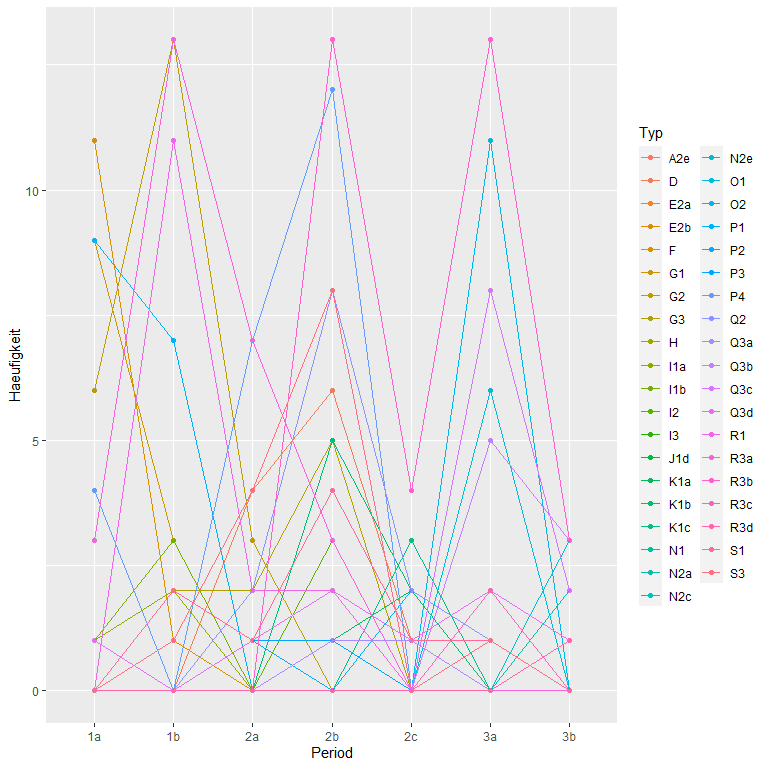 10
5
0
Haeufigkeit
1a 1b 2a 2b 2c 3a 3b
Period
Typ
A2e
D
E2a
E2b
F
G1
G2
G3
H
I1a
I1b
I2
I3
J1d
K1a
K1b
K1c
N1
N2a
N2c
N2e
O1
O2
P1
P2
P3
P4
Q2
Q3a
Q3b
Q3c
Q3d
R1
R3a
R3b
R3c
R3d
S1
S3